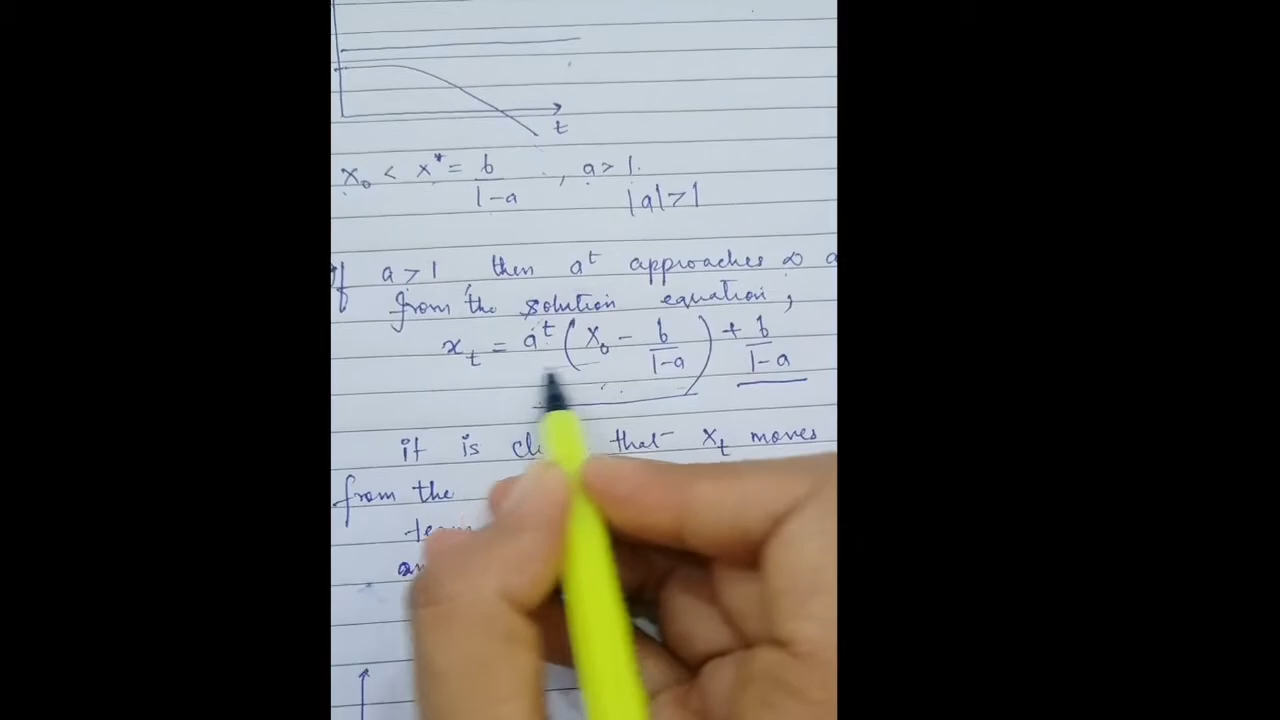 t
x₀ < x* = b/(1-a) , a > 1.
|a| > 1
If a > 1, then aᵗ approaches ∞ a
from the solution equation,
xₜ = aᵗ (x₀ - b/(1-a)) + b/(1-a)
it is that xₜ moves
from the